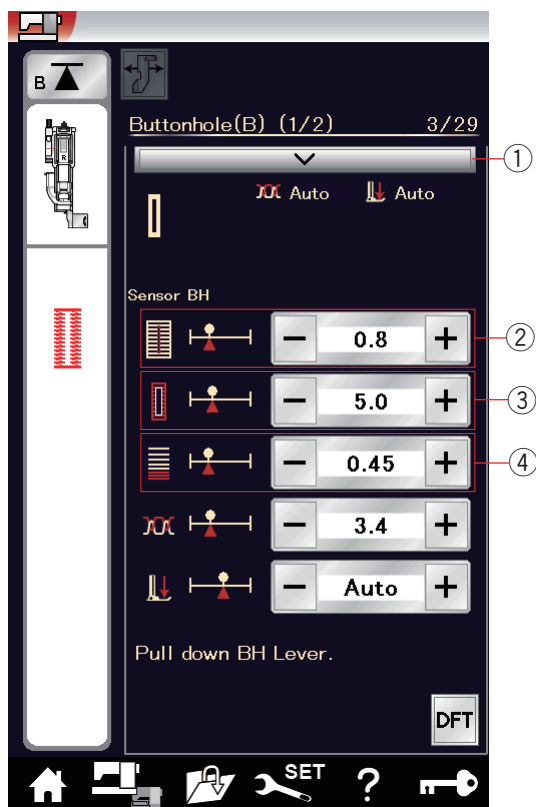 B
R
Buttonhole(B) (1/2) 3/29
①
Auto Auto
Sensor BH
− 0.8 + ②
− 5.0 + ③
− 0.45 + ④
− 3.4 +
− Auto +
Pull down BH Lever.
DFT
SET
?